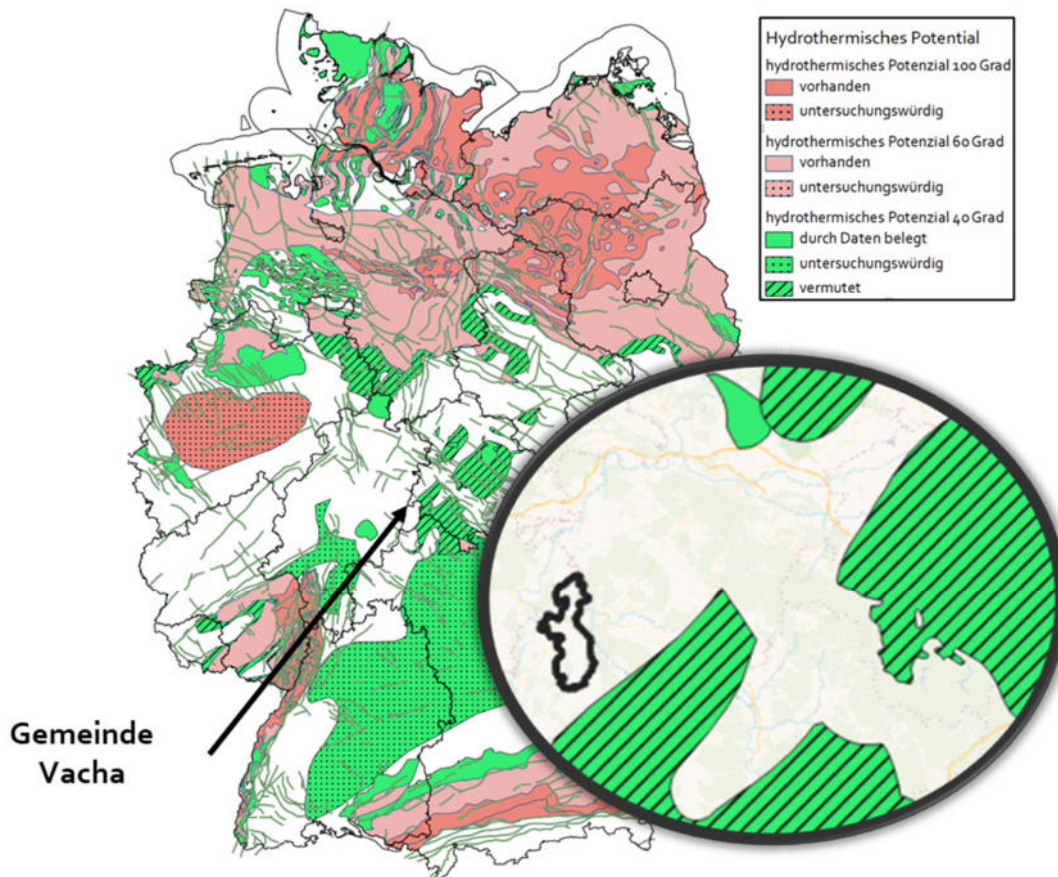 Hydrothermisches Potential
hydrothermisches Potenzial 100 Grad
vorhanden
untersuchungswürdig
hydrothermisches Potenzial 60 Grad
vorhanden
untersuchungswürdig
hydrothermisches Potenzial 40 Grad
durch Daten belegt
untersuchungswürdig
vermutet
Gemeinde
Vacha